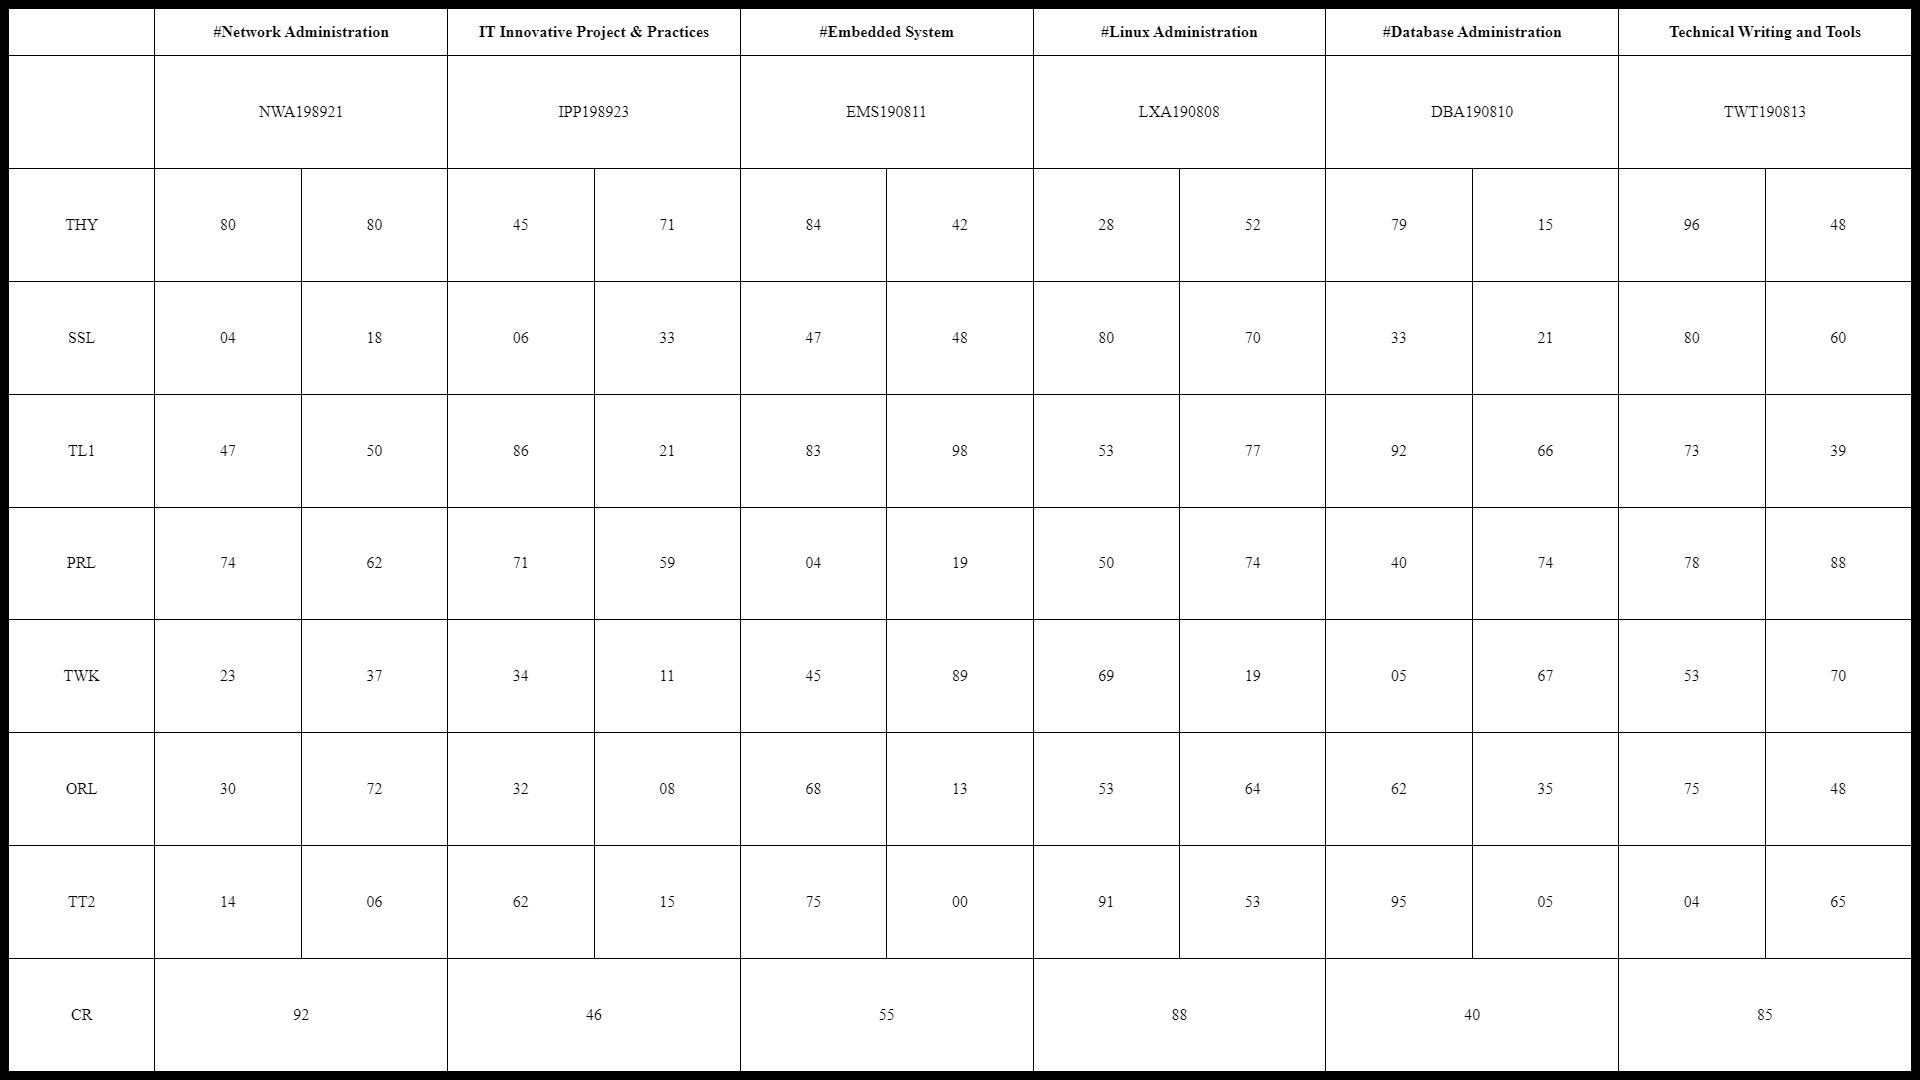 #Network Administration IT Innovative Project & Practices #Embedded System #Linux Administration #Database Administration Technical Writing and Tools
NWA198921 IPP198923 EMS190811 LXA190808 DBA190810 TWT190813
THY 80 80 45 71 84 42 28 52 79 15 96 48
SSL 04 18 06 33 47 48 80 70 33 21 80 60
TL1 47 50 86 21 83 98 53 77 92 66 73 39
PRL 74 62 71 59 04 19 50 74 40 74 78 88
TWK 23 37 34 11 45 89 69 19 05 67 53 70
ORL 30 72 32 08 68 13 53 64 62 35 75 48
TT2 14 06 62 15 75 00 91 53 95 05 04 65
CR 92 46 55 88 40 85